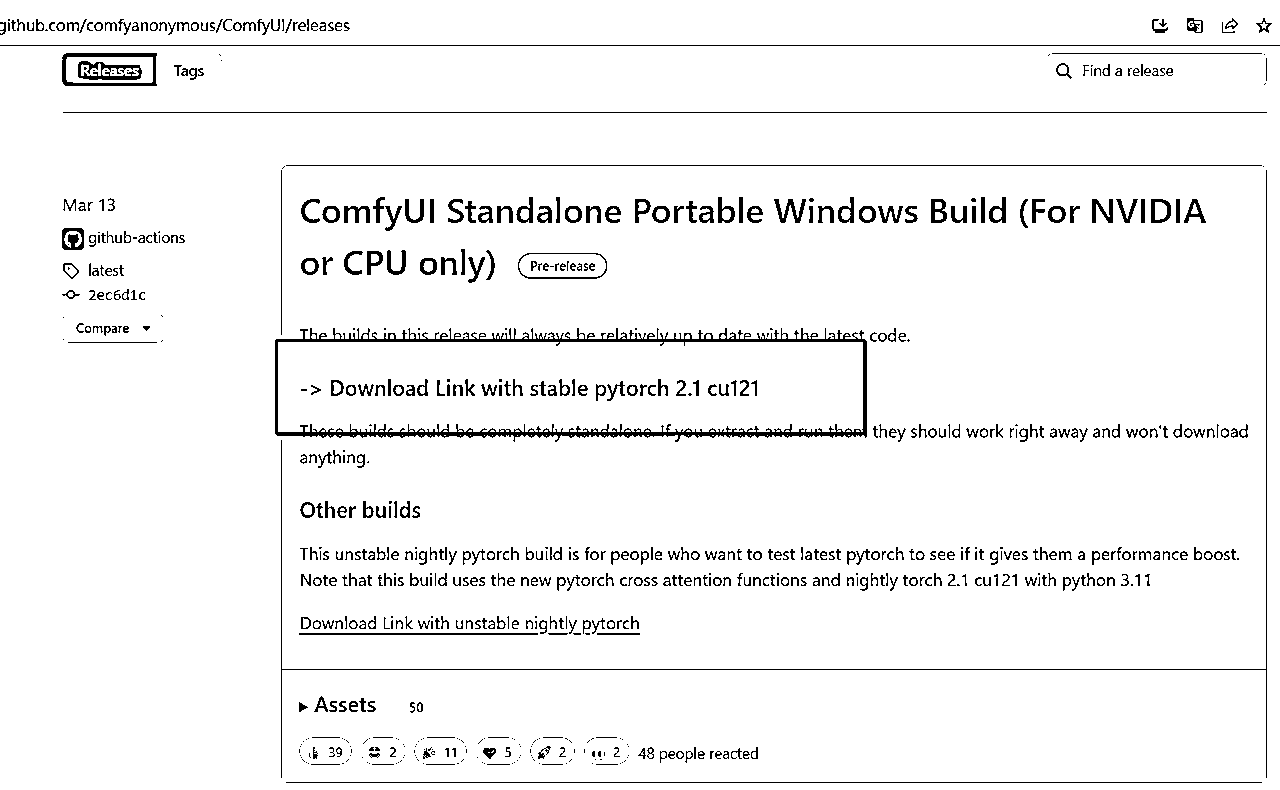 github.com/comfyanonymous/ComfyUI/releases
Releases
Tags
Find a release
Mar 13
github-actions
latest
2ec6d1c
Compare
ComfyUI Standalone Portable Windows Build (For NVIDIA
or CPU only) Pre-release
The builds in this release will always be relatively up to date with the latest code.
-> Download Link with stable pytorch 2.1 cu121
These builds should be completely standalone. If you extract and run them they should work right away and won't download
anything.
Other builds
This unstable nightly pytorch build is for people who want to test latest pytorch to see if it gives them a performance boost.
Note that this build uses the new pytorch cross attention functions and nightly torch 2.1 cu121 with python 3.11
Download Link with unstable nightly pytorch
Assets
39 2 11 5 2 2 48 people reacted